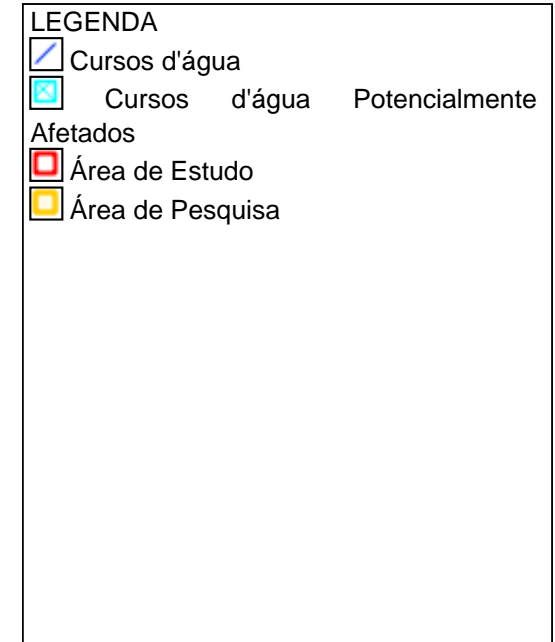 LEGENDA
Cursos d'água
Cursos d'água Potencialmente
Afetados
Área de Estudo
Área de Pesquisa